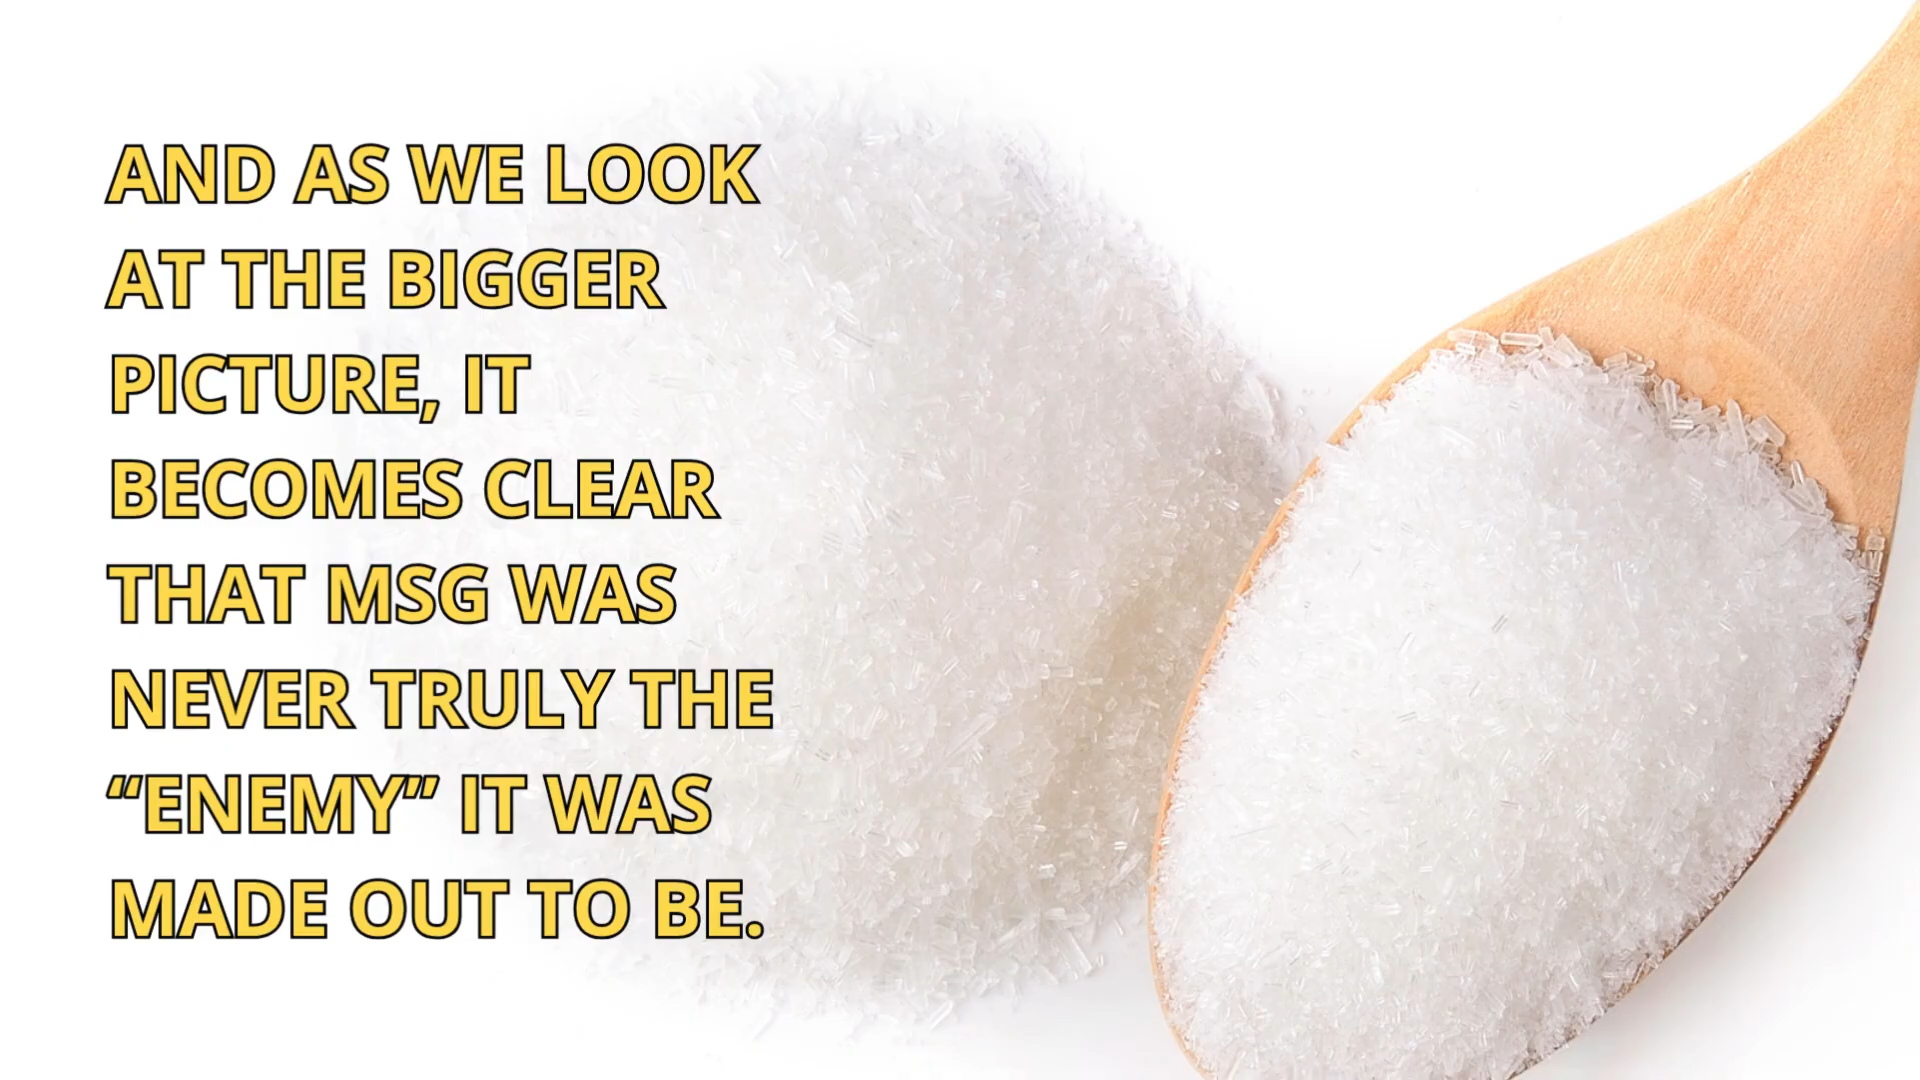 AND AS WE LOOK
AT THE BIGGER
PICTURE, IT
BECOMES CLEAR
THAT MSG WAS
NEVER TRULY THE
“ENEMY” IT WAS
MADE OUT TO BE.